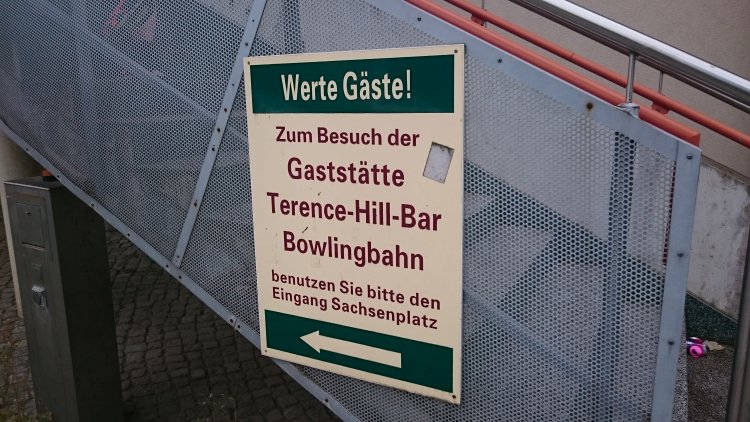 Werte Gäste!
Zum Besuch der
Gaststätte
Terence-Hill-Bar
Bowlingbahn
benutzen Sie bitte den
Eingang Sachsenplatz